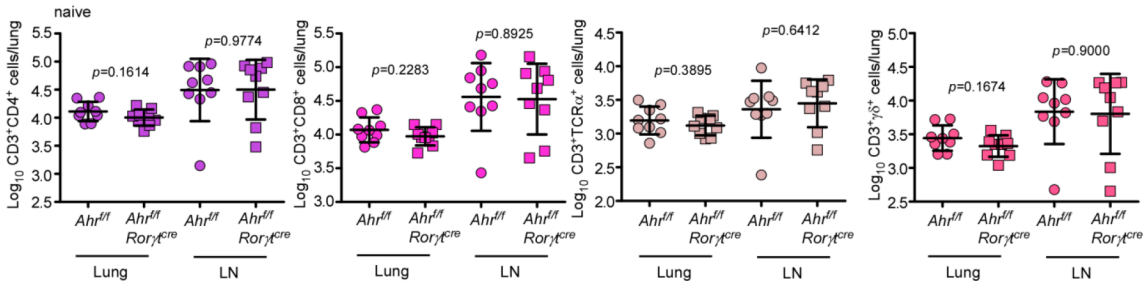 naive
Log10 CD3+CD4+ cells/lung
5.5
5.0
4.5
4.0
3.5
3.0
2.5
p=0.1614
p=0.9774
Ahrf/f
Ahrf/f
Rorγtcre
Ahrf/f
Ahrf/f
Rorγtcre
Lung
LN
Log10 CD3+CD8+ cells/lung
5.5
5.0
4.5
4.0
3.5
3.0
p=0.2283
p=0.8925
Ahrf/f
Ahrf/f
Rorγtcre
Ahrf/f
Ahrf/f
Rorγtcre
Lung
LN
Log10 CD3+TCRα+ cells/lung
4.5
4.0
3.5
3.0
2.5
2.0
p=0.3895
p=0.6412
Ahrf/f
Ahrf/f
Rorγtcre
Ahrf/f
Ahrf/f
Rorγtcre
Lung
LN
Log10 CD3+γδ+ cells/lung
5.0
4.5
4.0
3.5
3.0
2.5
p=0.1674
p=0.9000
Ahrf/f
Ahrf/f
Rorγtcre
Ahrf/f
Ahrf/f
Rorγtcre
Lung
LN